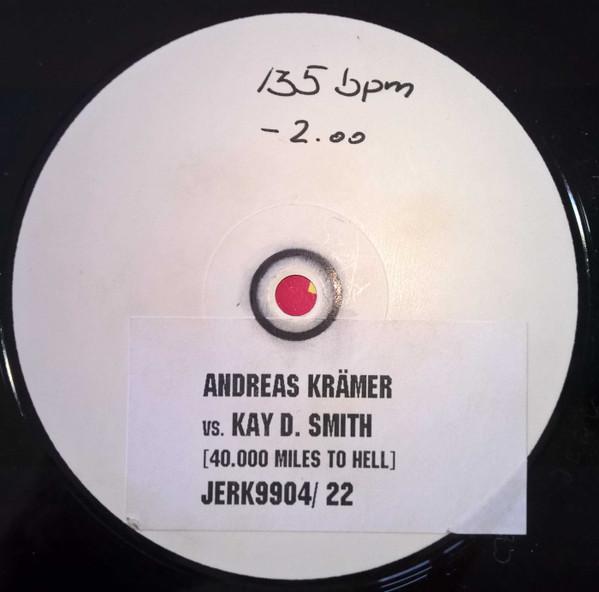 135 bpm
-2.00
ANDREAS KRÄMER
VS. KAY D. SMITH
[40.000 MILES TO HELL]
JERK9904/ 22